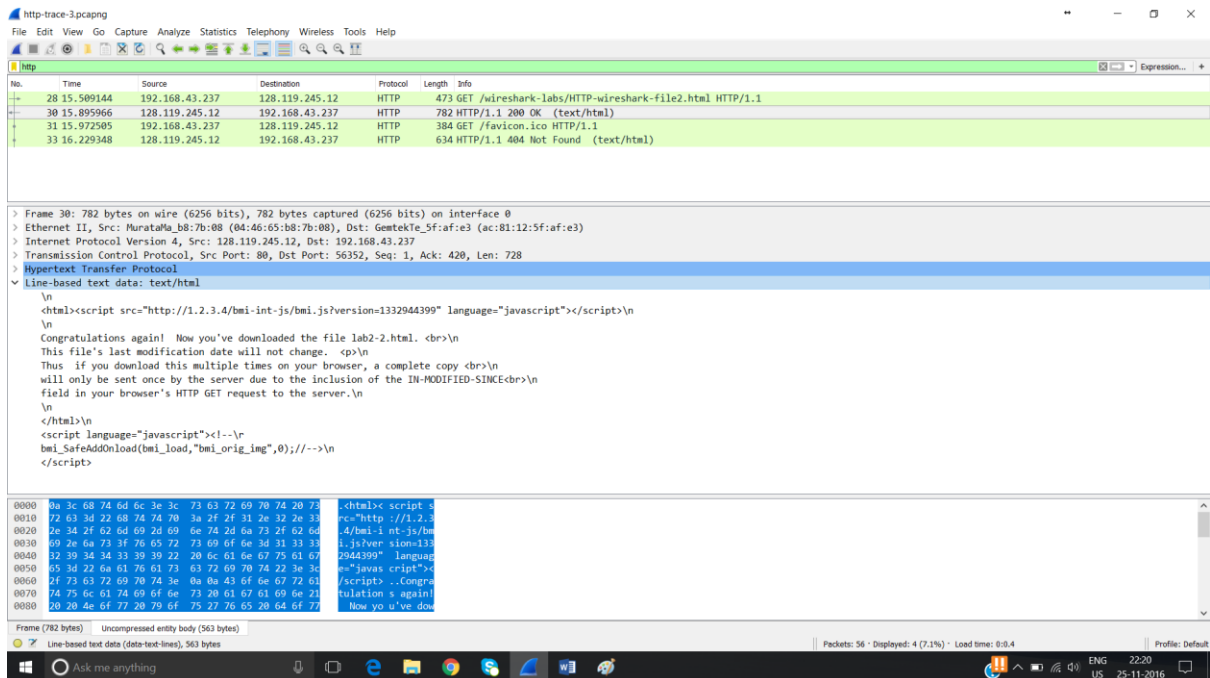 http-trace-3.pcapng
File Edit View Go Capture Analyze Statistics Telephony Wireless Tools Help
http
Expression... +
No. Time Source Destination Protocol Length Info
28 15.509144 192.168.43.237 128.119.245.12 HTTP 473 GET /wireshark-labs/HTTP-wireshark-file2.html HTTP/1.1
30 15.895966 128.119.245.12 192.168.43.237 HTTP 782 HTTP/1.1 200 OK (text/html)
31 15.972505 192.168.43.237 128.119.245.12 HTTP 384 GET /favicon.ico HTTP/1.1
33 16.229348 128.119.245.12 192.168.43.237 HTTP 634 HTTP/1.1 404 Not Found (text/html)
> Frame 30: 782 bytes on wire (6256 bits), 782 bytes captured (6256 bits) on interface 0
> Ethernet II, Src: MurataMa_b8:7b:08 (04:46:65:b8:7b:08), Dst: GemtekTe_5f:af:e3 (ac:81:12:5f:af:e3)
> Internet Protocol Version 4, Src: 128.119.245.12, Dst: 192.168.43.237
> Transmission Control Protocol, Src Port: 80, Dst Port: 56352, Seq: 1, Ack: 420, Len: 728
> Hypertext Transfer Protocol
Line-based text data: text/html
\n
<html><script src="http://1.2.3.4/bmi-int-js/bmi.js?version=1332944399" language="javascript"></script>\n
\n
Congratulations again!  Now you've downloaded the file lab2-2.html. <br>\n
This file's last modification date will not change.  <p>\n
Thus  if you download this multiple times on your browser, a complete copy <br>\n
will only be sent once by the server due to the inclusion of the IN-MODIFIED-SINCE<br>\n
field in your browser's HTTP GET request to the server.\n
\n
</html>\n
<script language="javascript"><!--\r
bmi_SafeAddOnload(bmi_load,"bmi_orig_img",0);//-->\n
</script>
0000 0a 3c 68 74 6d 6c 3e 3c 73 63 72 69 70 74 20 73 .<html>< script s
0010 72 63 3d 22 68 74 74 70 3a 2f 2f 31 2e 32 2e 33 rc="http ://1.2.3
0020 2e 34 2f 62 6d 69 2d 69 6e 74 2d 6a 73 2f 62 6d .4/bmi-i nt-js/bm
0030 69 2e 6a 73 3f 76 65 72 73 69 6f 6e 3d 31 33 33 i.js?ver sion=133
0040 32 39 34 34 33 39 39 22 20 6c 61 6e 67 75 61 67 2944399" languag
0050 65 3d 22 6a 61 76 61 73 63 72 69 70 74 22 3e 3c e="javas cript"><
0060 2f 73 63 72 69 70 74 3e 0a 0a 43 6f 6e 67 72 61 /script> ..Congra
0070 74 75 6c 61 74 69 6f 6e 73 20 61 67 61 69 6e 21 tulation s again!
0080 20 20 4e 6f 77 20 79 6f 75 27 76 65 20 64 6f 77 Now yo u've dow
Frame (782 bytes) Uncompressed entity body (563 bytes)
Line-based text data (data-text-lines), 563 bytes Packets: 56 · Displayed: 4 (7.1%) · Load time: 0:0.4 Profile: Default
Ask me anything ENG 22:20
US 25-11-2016